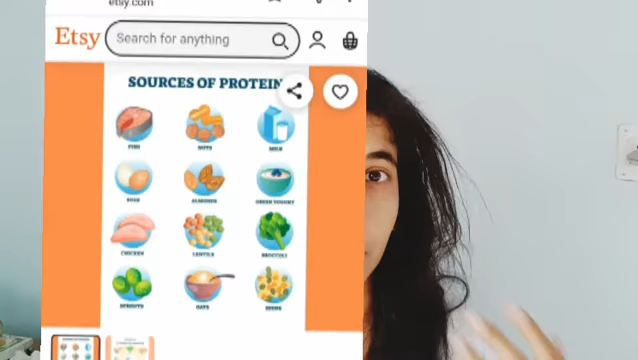 etsy.com
Etsy Search for anything
SOURCES OF PROTEIN
FISH NUTS MILK
EGGS ALMONDS GREEK YOGURT
CHICKEN LENTILS BROCCOLI
SPROUTS OATS SEEDS